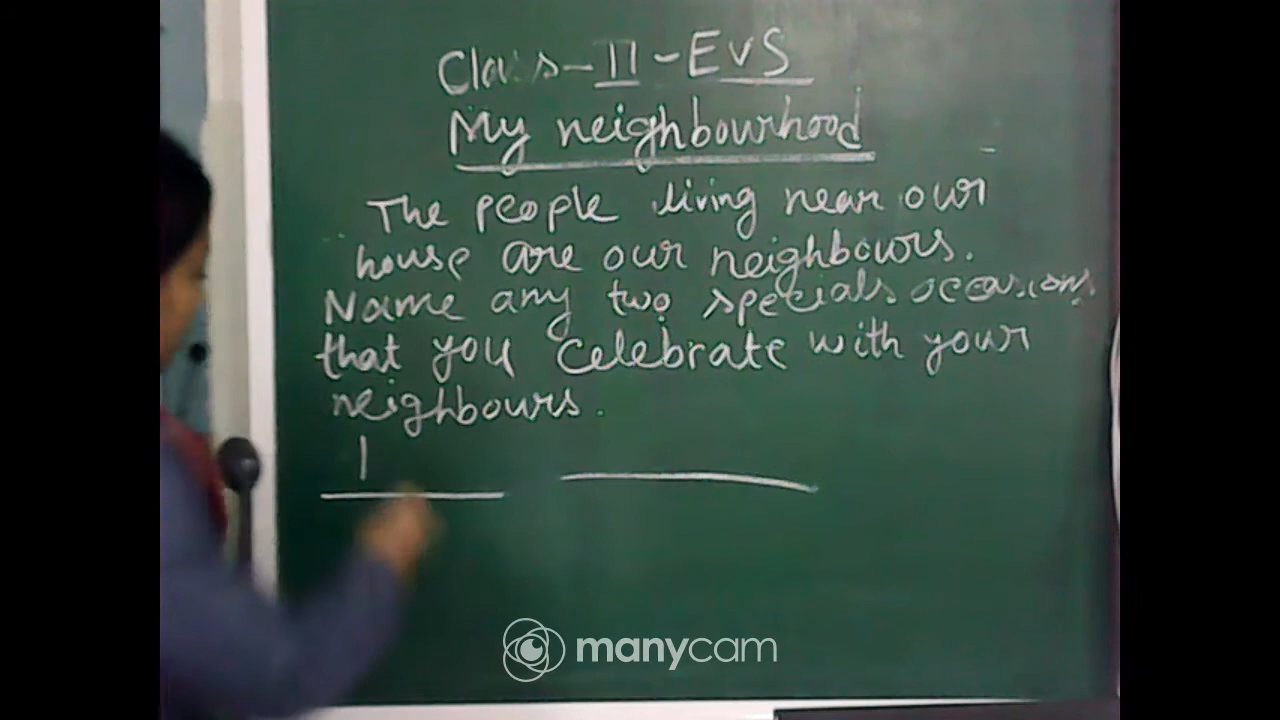 Class-II-EVS
My neighbourhood
The people living near our
house are our neighbours.
Name any two specials occasions
that you celebrate with your
neighbours.
1
manycam